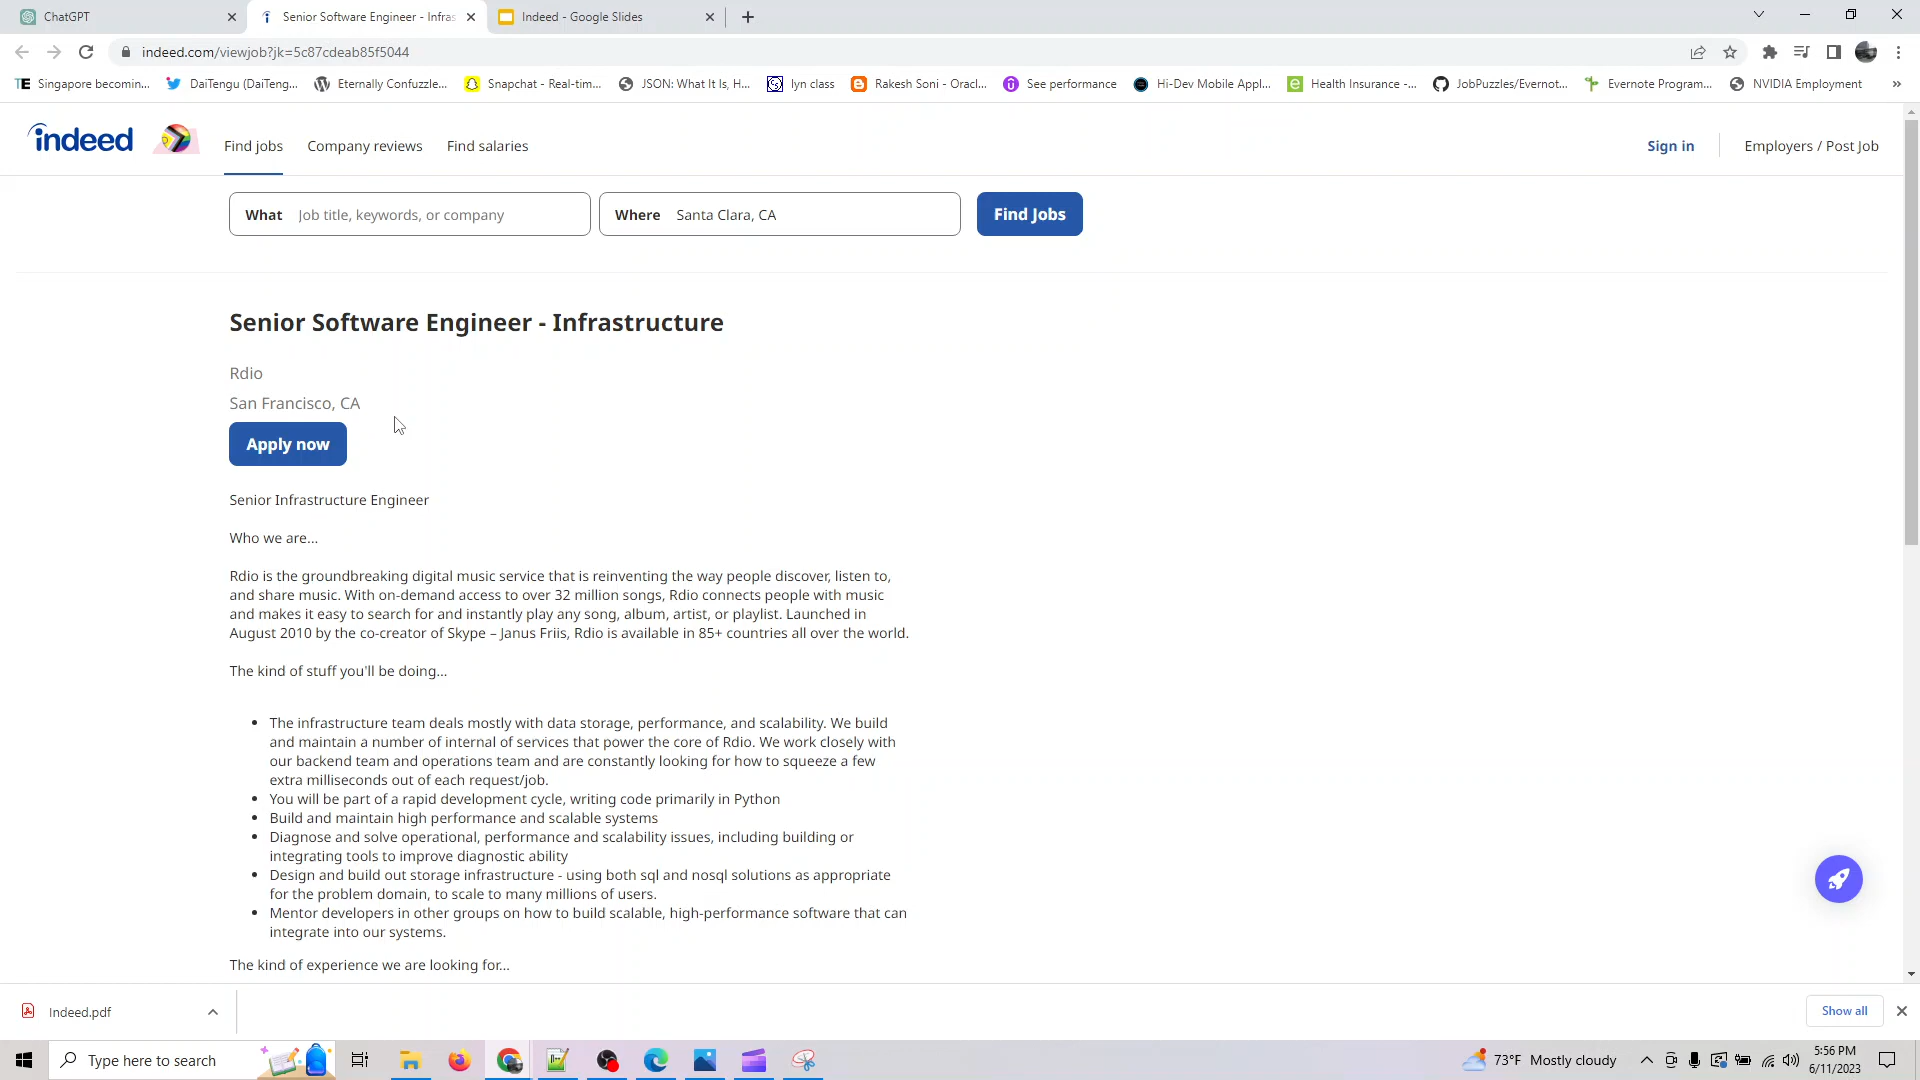 ChatGPT
Senior Software Engineer - Infras
Indeed - Google Slides
indeed.com/viewjob?jk=5c87cdeab85f5044
Singapore becomin...
DaiTengu (DaiTeng...
Eternally Confuzzle...
Snapchat - Real-tim...
JSON: What It Is, H...
lyn class
Rakesh Soni - Oracl...
See performance
Hi-Dev Mobile Appl...
Health Insurance -...
JobPuzzles/Evernot...
Evernote Program...
NVIDIA Employment
indeed
Find jobs
Company reviews
Find salaries
Sign in
Employers / Post Job
What Job title, keywords, or company
Where Santa Clara, CA
Find Jobs
Senior Software Engineer - Infrastructure
Rdio
San Francisco, CA
Apply now
Senior Infrastructure Engineer
Who we are...
Rdio is the groundbreaking digital music service that is reinventing the way people discover, listen to,
and share music. With on-demand access to over 32 million songs, Rdio connects people with music
and makes it easy to search for and instantly play any song, album, artist, or playlist. Launched in
August 2010 by the co-creator of Skype – Janus Friis, Rdio is available in 85+ countries all over the world.
The kind of stuff you'll be doing...
• The infrastructure team deals mostly with data storage, performance, and scalability. We build
and maintain a number of internal of services that power the core of Rdio. We work closely with
our backend team and operations team and are constantly looking for how to squeeze a few
extra milliseconds out of each request/job.
• You will be part of a rapid development cycle, writing code primarily in Python
• Build and maintain high performance and scalable systems
• Diagnose and solve operational, performance and scalability issues, including building or
integrating tools to improve diagnostic ability
• Design and build out storage infrastructure - using both sql and nosql solutions as appropriate
for the problem domain, to scale to many millions of users.
• Mentor developers in other groups on how to build scalable, high-performance software that can
integrate into our systems.
The kind of experience we are looking for...
Indeed.pdf
Show all
Type here to search
73°F Mostly cloudy
5:56 PM
6/11/2023